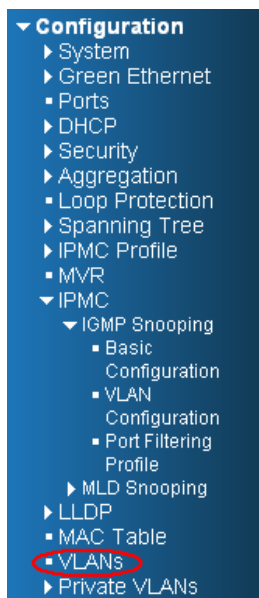 Configuration
System
Green Ethernet
Ports
DHCP
Security
Aggregation
Loop Protection
Spanning Tree
IPMC Profile
MVR
IPMC
IGMP Snooping
Basic
Configuration
VLAN
Configuration
Port Filtering
Profile
MLD Snooping
LLDP
MAC Table
VLANs
Private VLANs